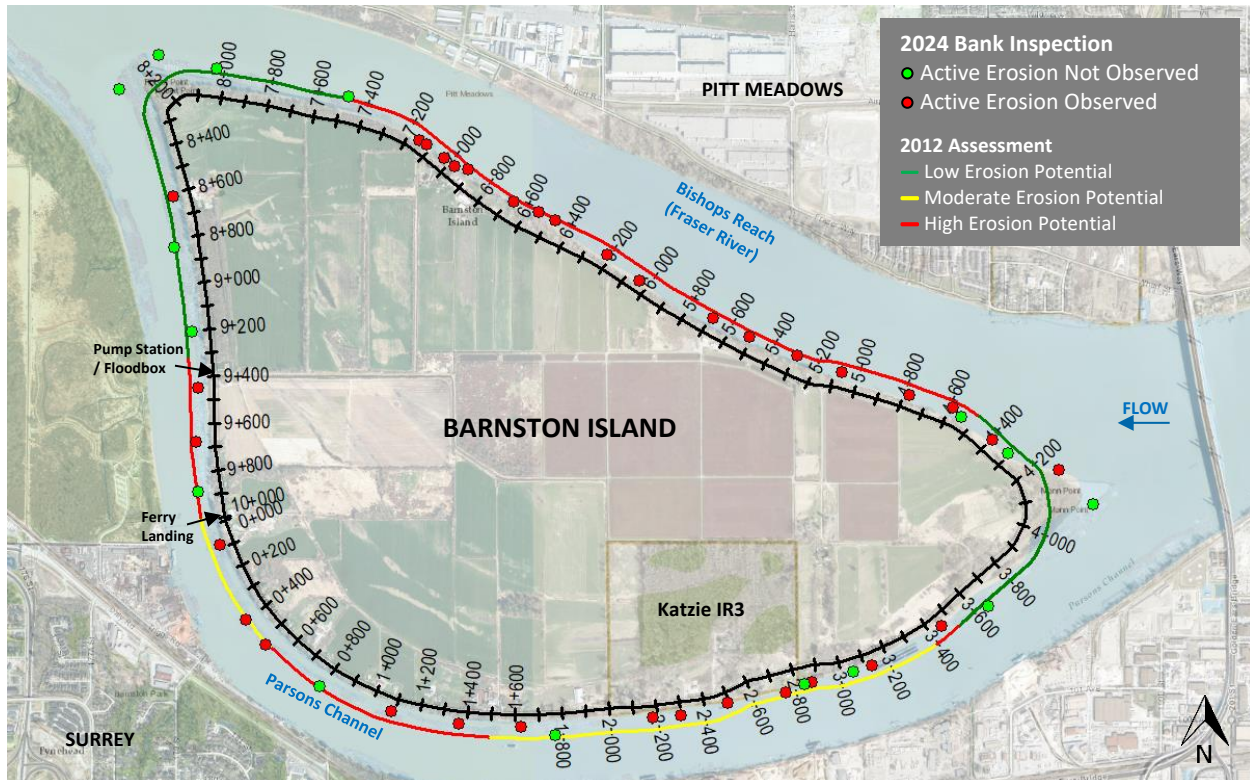 2024 Bank Inspection
Active Erosion Not Observed
Active Erosion Observed
2012 Assessment
Low Erosion Potential
Moderate Erosion Potential
High Erosion Potential
PITT MEADOWS
Pitt Meadows
Bishops Reach
(Fraser River)
FLOW
BARNSTON ISLAND
Barnston
Island
Katzie IR3
Pump Station
/ Floodbox
Ferry
Landing
Parsons Channel
Parsons Channel
SURREY
Mann Point
Mann Point
N
0+000
0+200
0+400
0+600
0+800
1+000
1+200
1+400
1+600
1+800
2+000
2+200
2+400
2+600
2+800
3+000
3+200
3+400
3+600
3+800
4+000
4+200
4+400
4+600
4+800
5+000
5+200
5+400
5+600
5+800
6+000
6+200
6+400
6+600
6+800
7+000
7+200
7+400
7+600
7+800
8+000
8+200
8+400
8+600
8+800
9+000
9+200
9+400
9+600
9+800
10+000